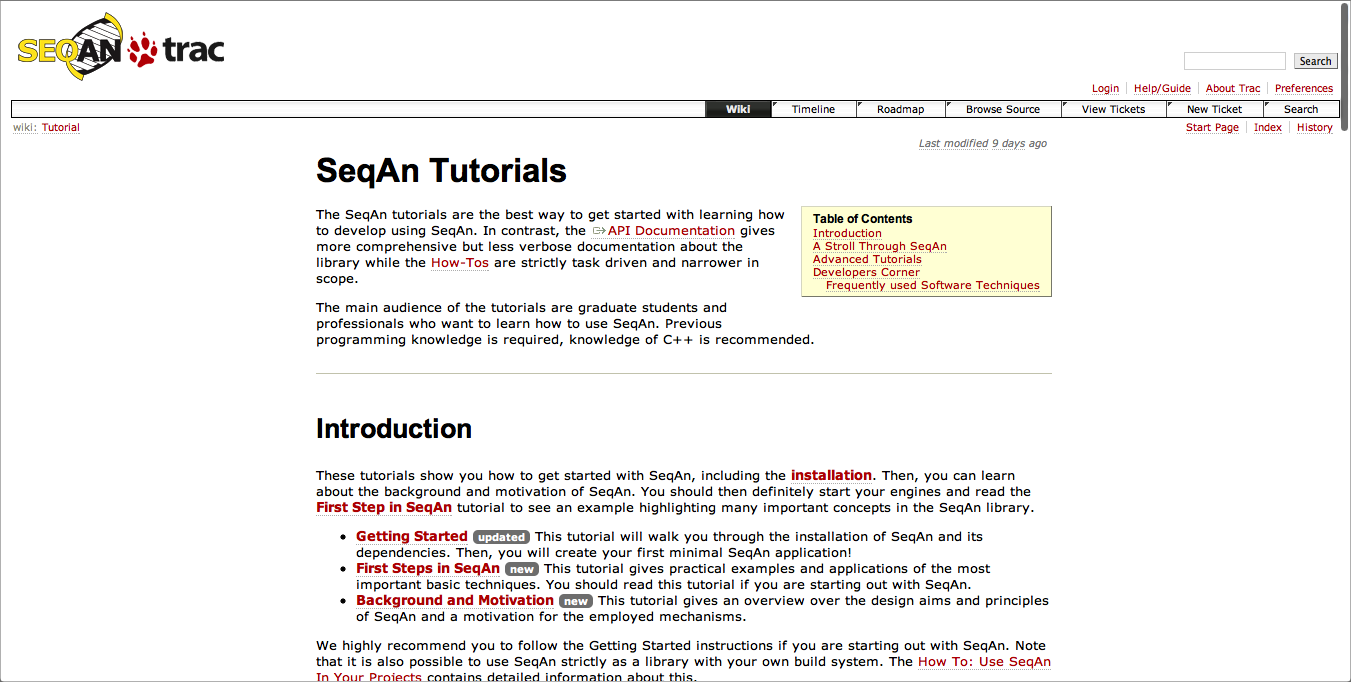 SEQAN trac
Search
Login Help/Guide About Trac Preferences
Wiki Timeline Roadmap Browse Source View Tickets New Ticket Search
wiki: Tutorial Start Page Index History
Last modified 9 days ago
SeqAn Tutorials
The SeqAn tutorials are the best way to get started with learning how
to develop using SeqAn. In contrast, the API Documentation gives
more comprehensive but less verbose documentation about the
library while the How-Tos are strictly task driven and narrower in
scope.
Table of Contents
Introduction
A Stroll Through SeqAn
Advanced Tutorials
Developers Corner
Frequently used Software Techniques
The main audience of the tutorials are graduate students and
professionals who want to learn how to use SeqAn. Previous
programming knowledge is required, knowledge of C++ is recommended.
Introduction
These tutorials show you how to get started with SeqAn, including the installation. Then, you can learn
about the background and motivation of SeqAn. You should then definitely start your engines and read the
First Step in SeqAn tutorial to see an example highlighting many important concepts in the SeqAn library.
• Getting Started updated This tutorial will walk you through the installation of SeqAn and its
dependencies. Then, you will create your first minimal SeqAn application!
• First Steps in SeqAn new This tutorial gives practical examples and applications of the most
important basic techniques. You should read this tutorial if you are starting out with SeqAn.
• Background and Motivation new This tutorial gives an overview over the design aims and principles
of SeqAn and a motivation for the employed mechanisms.
We highly recommend you to follow the Getting Started instructions if you are starting out with SeqAn. Note
that it is also possible to use SeqAn strictly as a library with your own build system. The How To: Use SeqAn
In Your Projects contains detailed information about this.